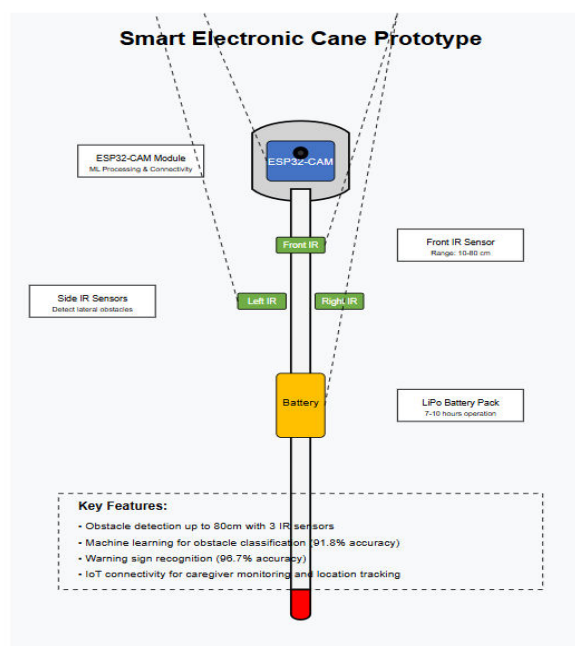 Smart Electronic Cane Prototype
ESP32-CAM
ESP32-CAM Module
ML Processing & Connectivity
Front IR
Front IR Sensor
Range: 10-80 cm
Side IR Sensors
Detect lateral obstacles
Left IR
Right IR
Battery
LiPo Battery Pack
7-10 hours operation
Key Features:
- Obstacle detection up to 80cm with 3 IR sensors
- Machine learning for obstacle classification (91.8% accuracy)
- Warning sign recognition (96.7% accuracy)
- IoT connectivity for caregiver monitoring and location tracking